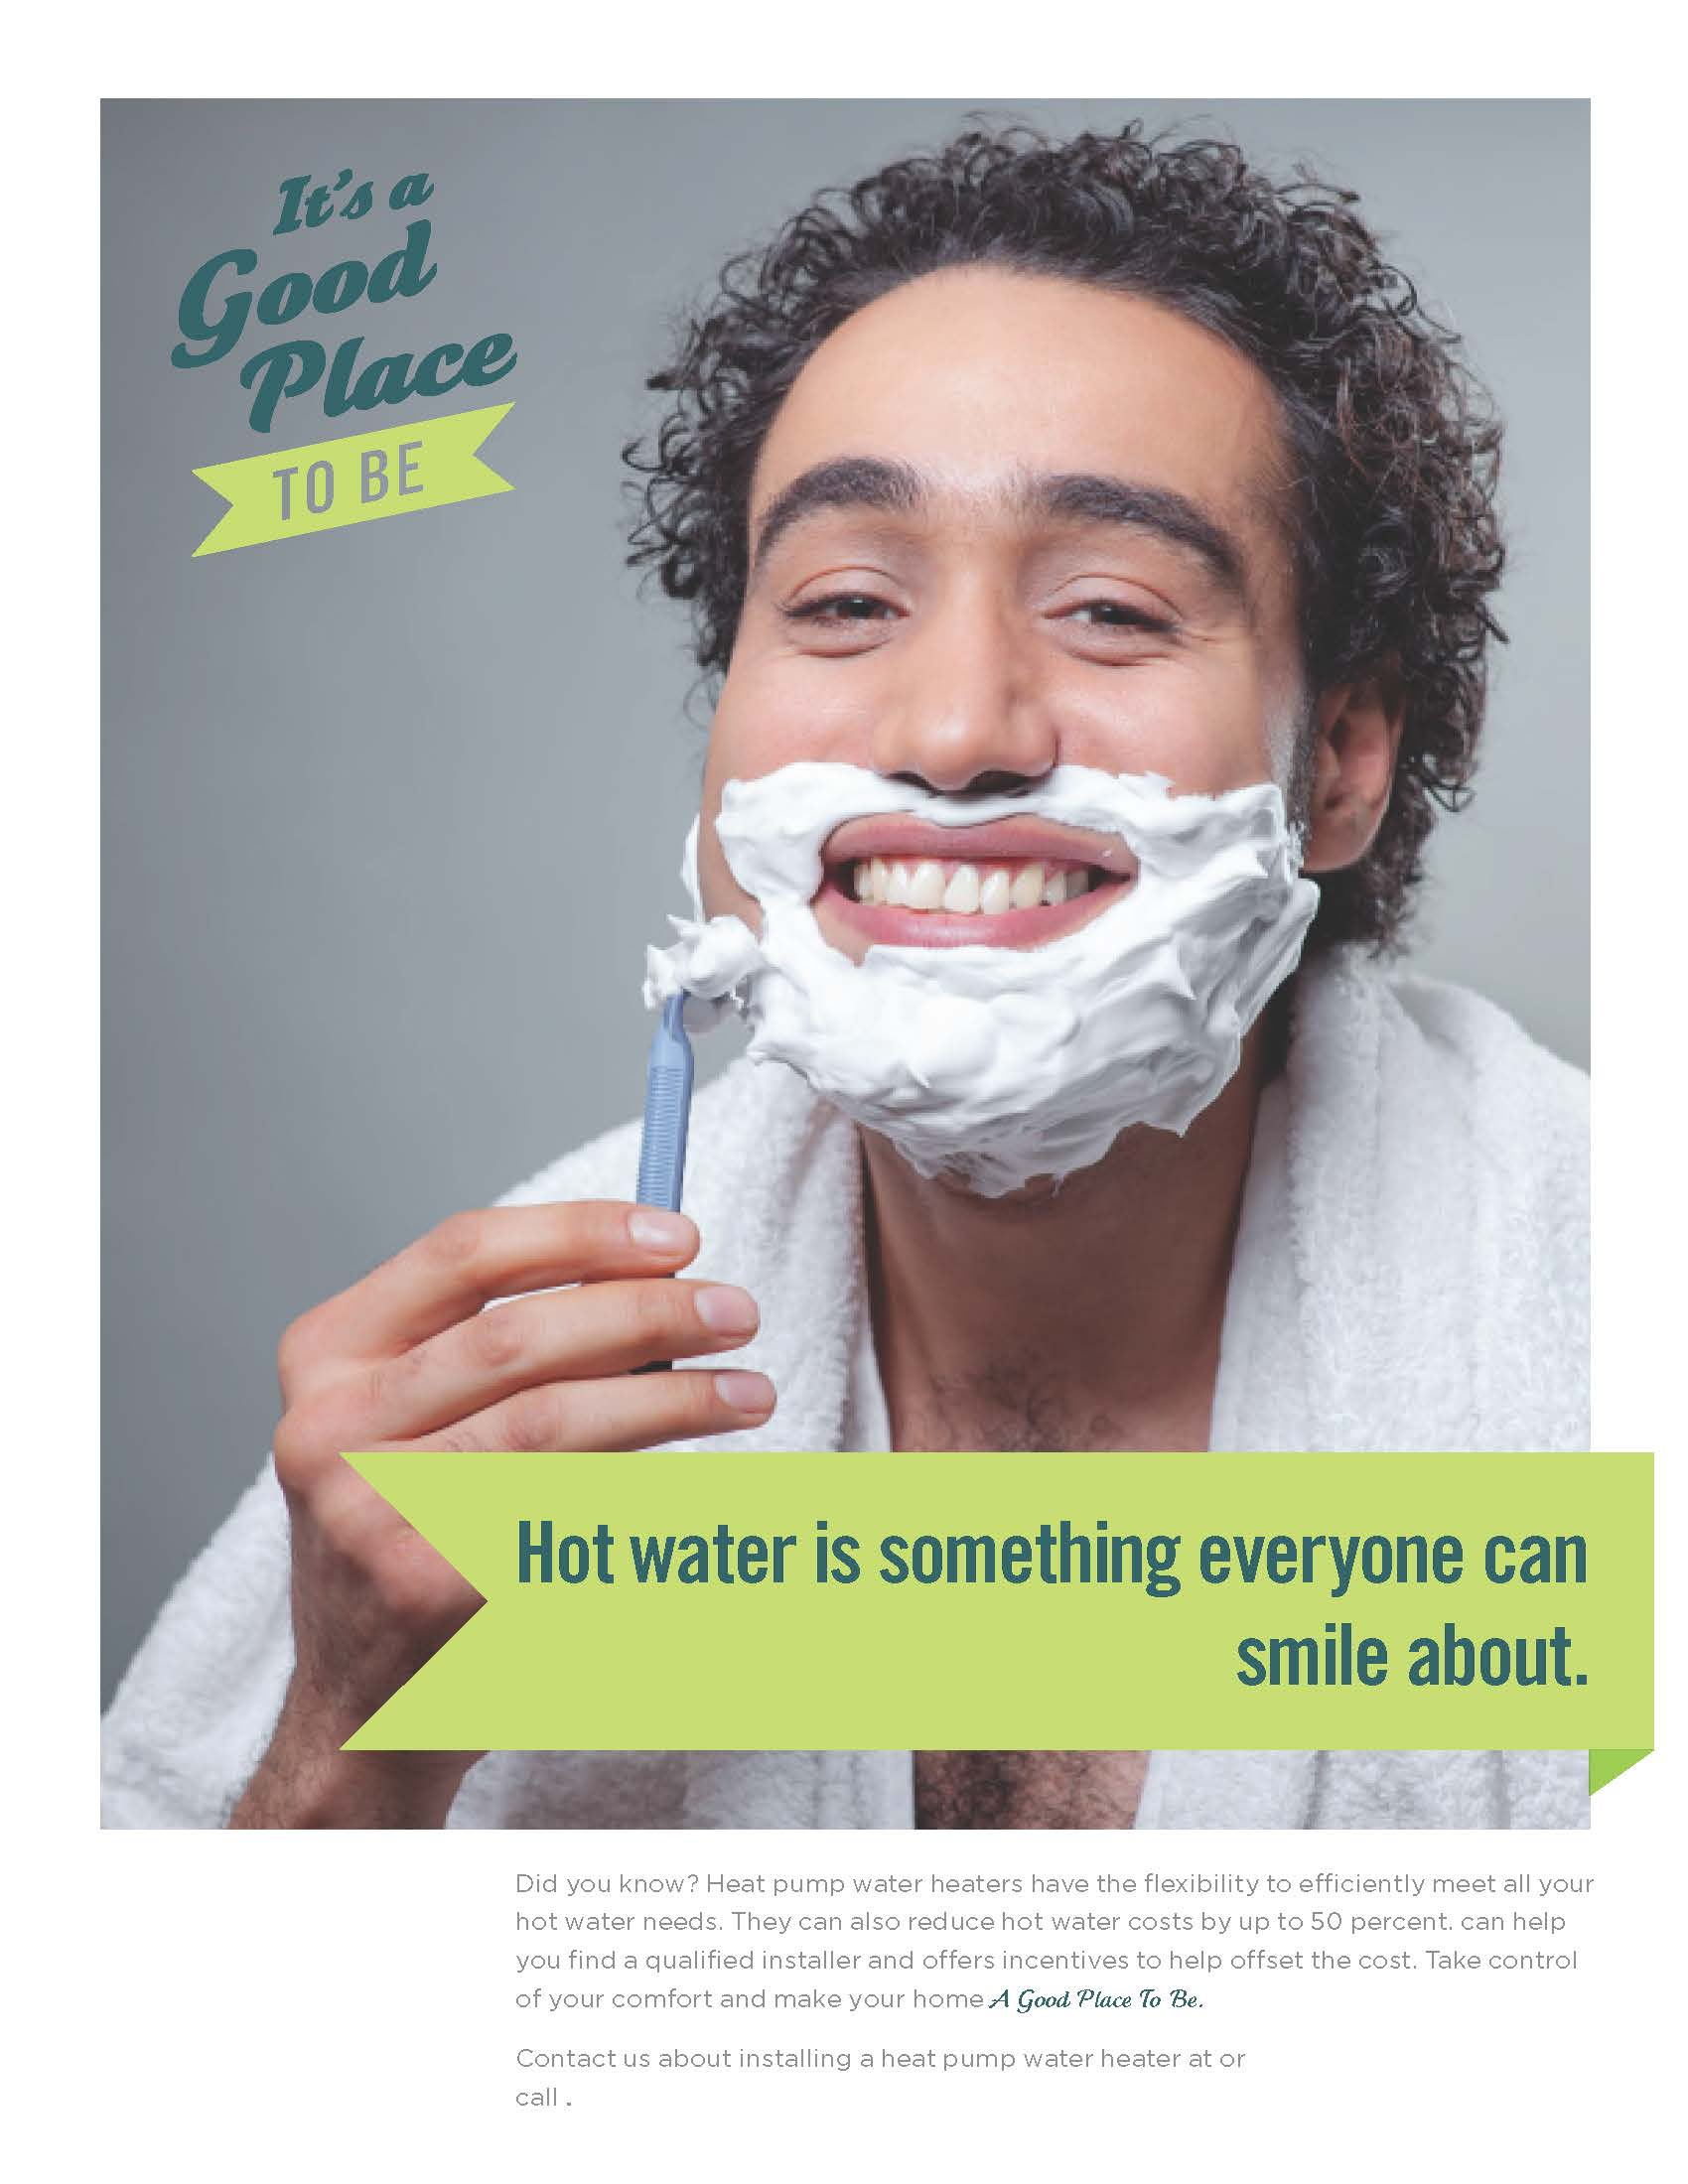 It's a
Good
Place
TO BE
Hot water is something everyone can
smile about.
Did you know? Heat pump water heaters have the flexibility to efficiently meet all your
hot water needs. They can also reduce hot water costs by up to 50 percent. can help
you find a qualified installer and offers incentives to help offset the cost. Take control
of your comfort and make your home A Good Place To Be.
Contact us about installing a heat pump water heater at or
call .